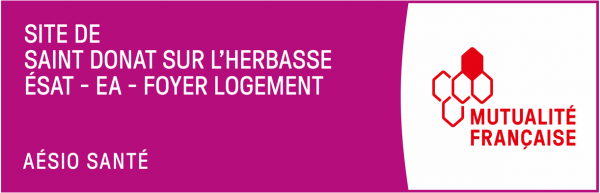 SITE DE
SAINT DONAT SUR L'HERBASSE
ÉSAT - EA - FOYER LOGEMENT
AÉSIO SANTÉ
MUTUALITÉ
FRANÇAISE